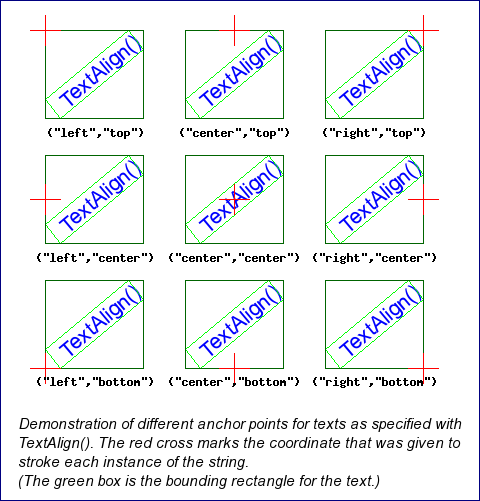 TextAlign() TextAlign() TextAlign()
("left","top") ("center","top") ("right","top")
TextAlign() TextAlign() TextAlign()
("left","center") ("center","center") ("right","center")
TextAlign() TextAlign() TextAlign()
("left","bottom") ("center","bottom") ("right","bottom")
Demonstration of different anchor points for texts as specified with
TextAlign(). The red cross marks the coordinate that was given to
stroke each instance of the string.
(The green box is the bounding rectangle for the text.)